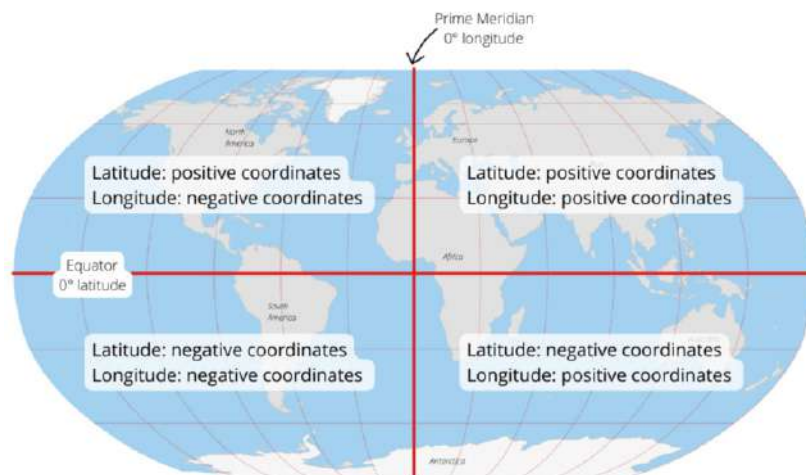 Prime Meridian
0° longitude
North
America
Europe
Latitude: positive coordinates
Longitude: negative coordinates
Latitude: positive coordinates
Longitude: positive coordinates
Africa
Equator
0° latitude
South
America
Latitude: negative coordinates
Longitude: negative coordinates
Latitude: negative coordinates
Longitude: positive coordinates
Antarctica